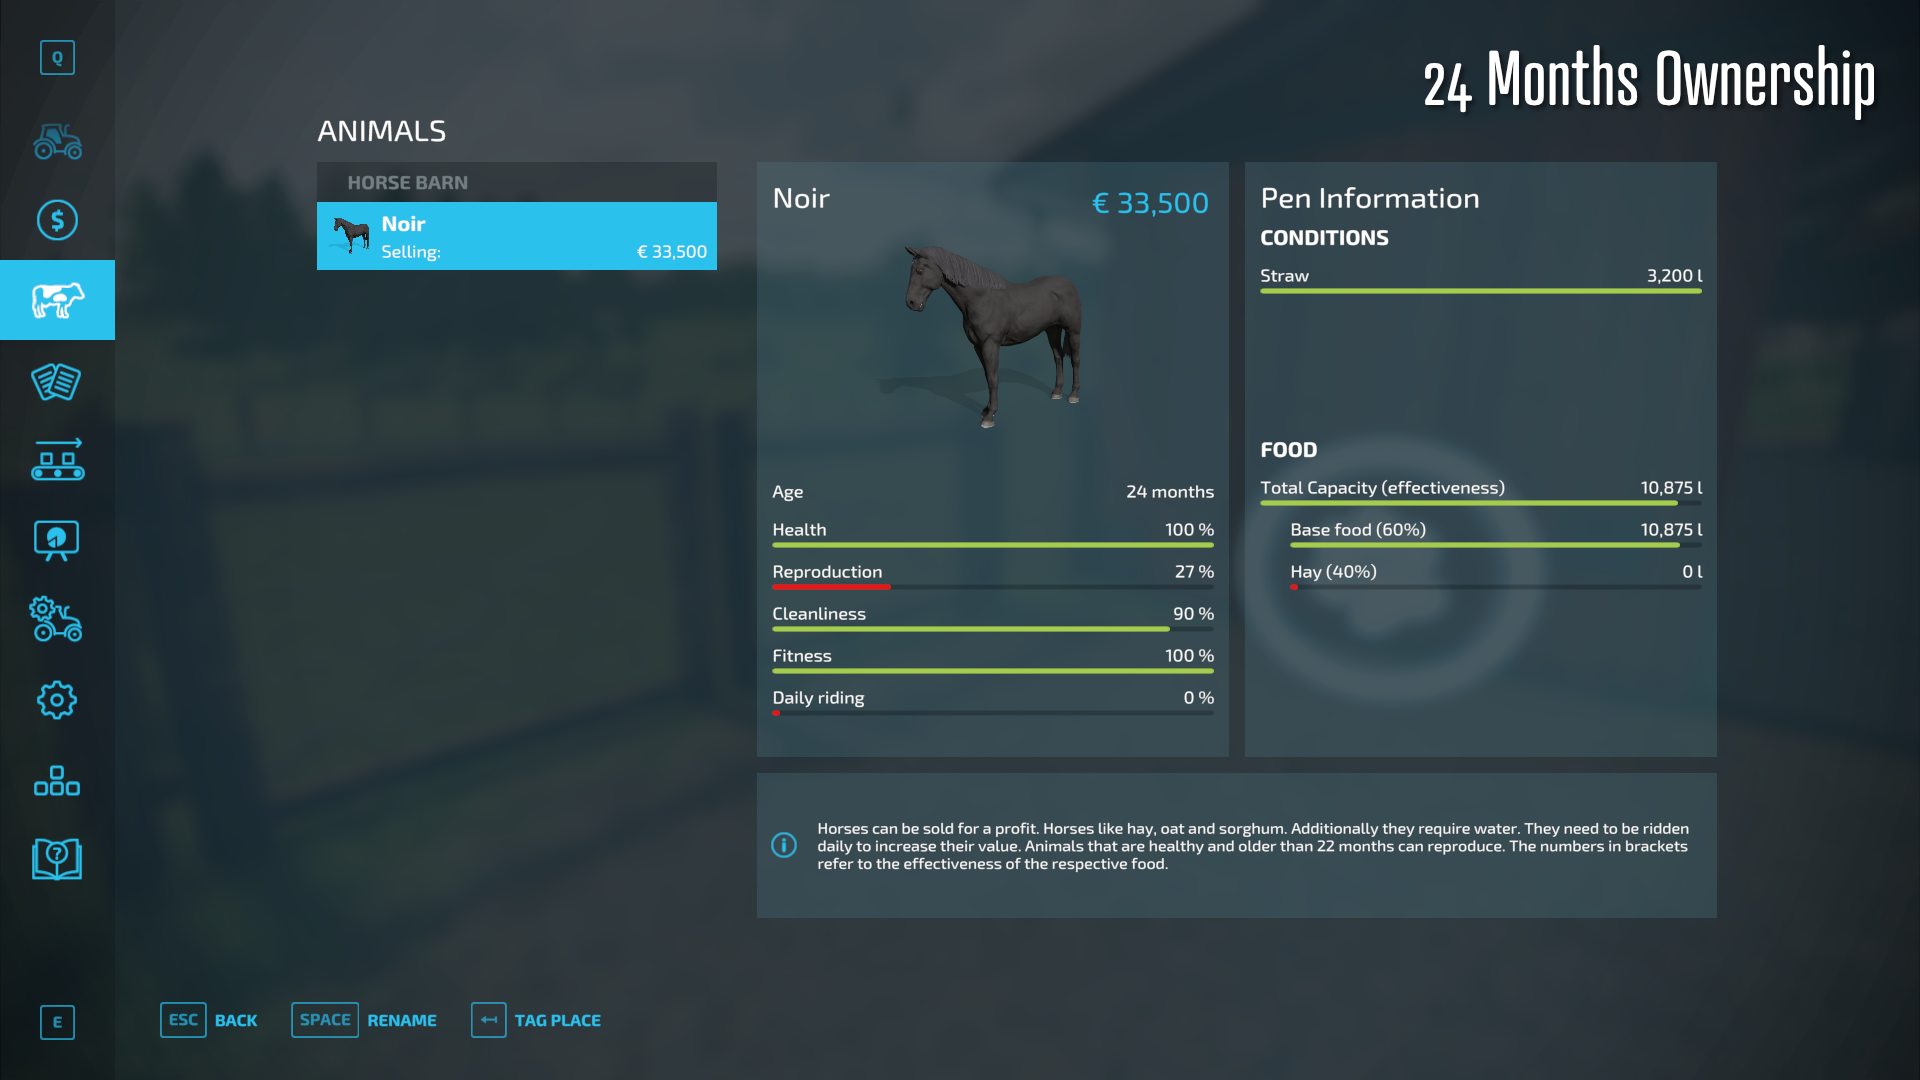 Q
24 Months Ownership
$
ANIMALS
HORSE BARN
Noir
Selling: € 33,500
Noir € 33,500
Age 24 months
Health 100 %
Reproduction 27 %
Cleanliness 90 %
Fitness 100 %
Daily riding 0 %
Pen Information
CONDITIONS
Straw 3,200 l
FOOD
Total Capacity (effectiveness) 10,875 l
Base food (60%) 10,875 l
Hay (40%) 0 l
?
i
Horses can be sold for a profit. Horses like hay, oat and sorghum. Additionally they require water. They need to be ridden
daily to increase their value. Animals that are healthy and older than 22 months can reproduce. The numbers in brackets
refer to the effectiveness of the respective food.
E
ESC BACK SPACE RENAME TAG PLACE